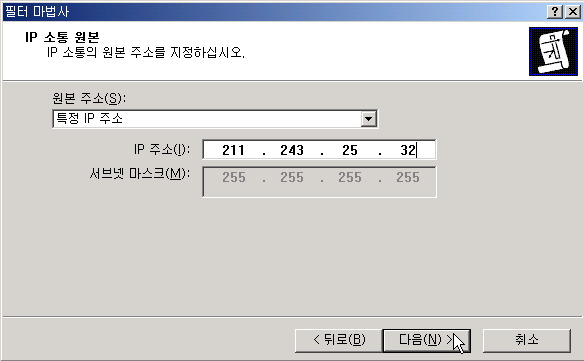 필터 마법사
IP 소통 원본
IP 소통의 원본 주소를 지정하십시오.
원본 주소(S):
특정 IP 주소
IP 주소(I): 211 . 243 . 25 . 32
서브넷 마스크(M): 255 . 255 . 255 . 255
< 뒤로(B) 다음(N) > 취소